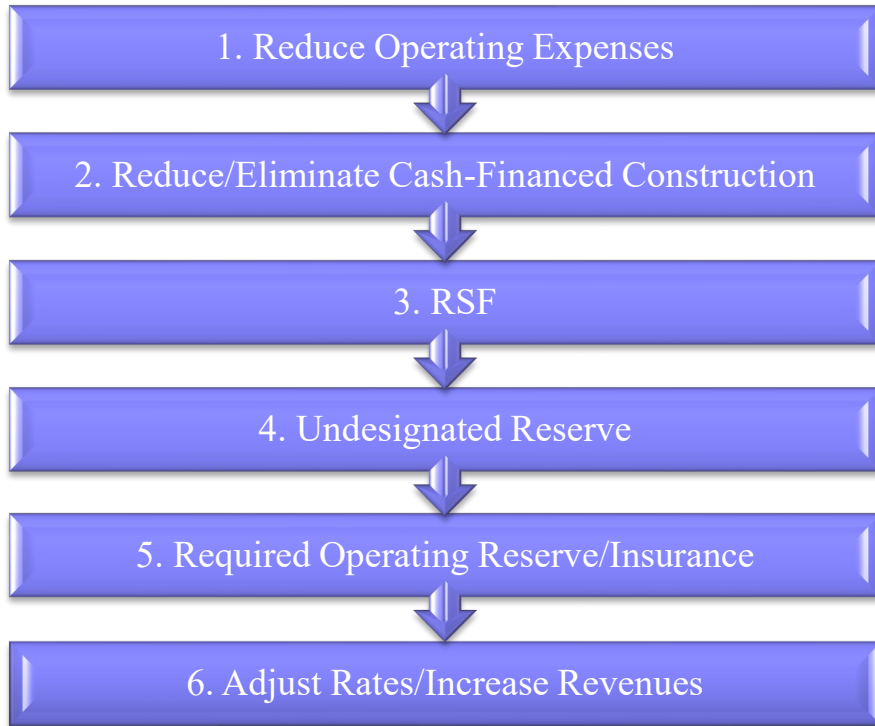 1. Reduce Operating Expenses
2. Reduce/Eliminate Cash-Financed Construction
3. RSF
4. Undesignated Reserve
5. Required Operating Reserve/Insurance
6. Adjust Rates/Increase Revenues